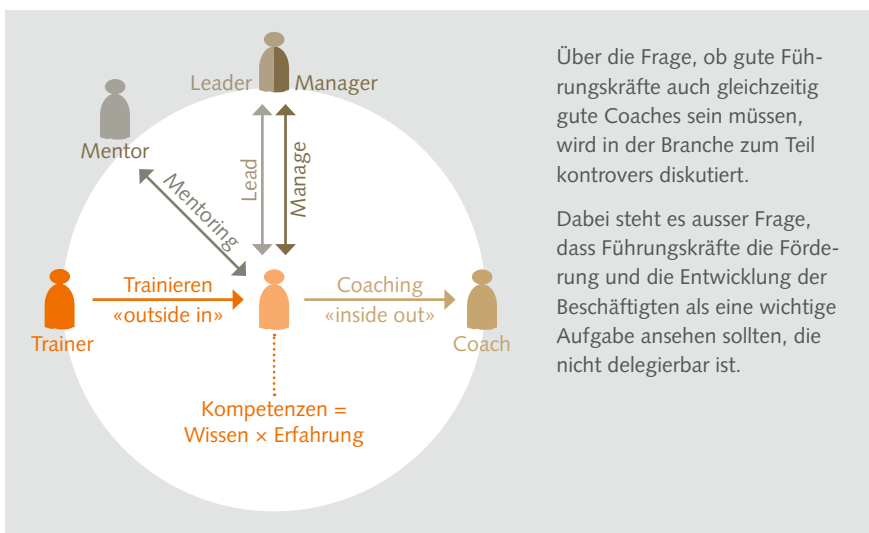 Leader Manager
Mentor
Mentoring
Lead
Manage
Trainieren
«outside in»
Trainer
Coaching
«inside out»
Coach
Kompetenzen =
Wissen × Erfahrung
Über die Frage, ob gute Füh-
rungskräfte auch gleichzeitig
gute Coaches sein müssen,
wird in der Branche zum Teil
kontrovers diskutiert.
Dabei steht es ausser Frage,
dass Führungskräfte die Förde-
rung und die Entwicklung der
Beschäftigten als eine wichtige
Aufgabe ansehen sollten, die
nicht delegierbar ist.